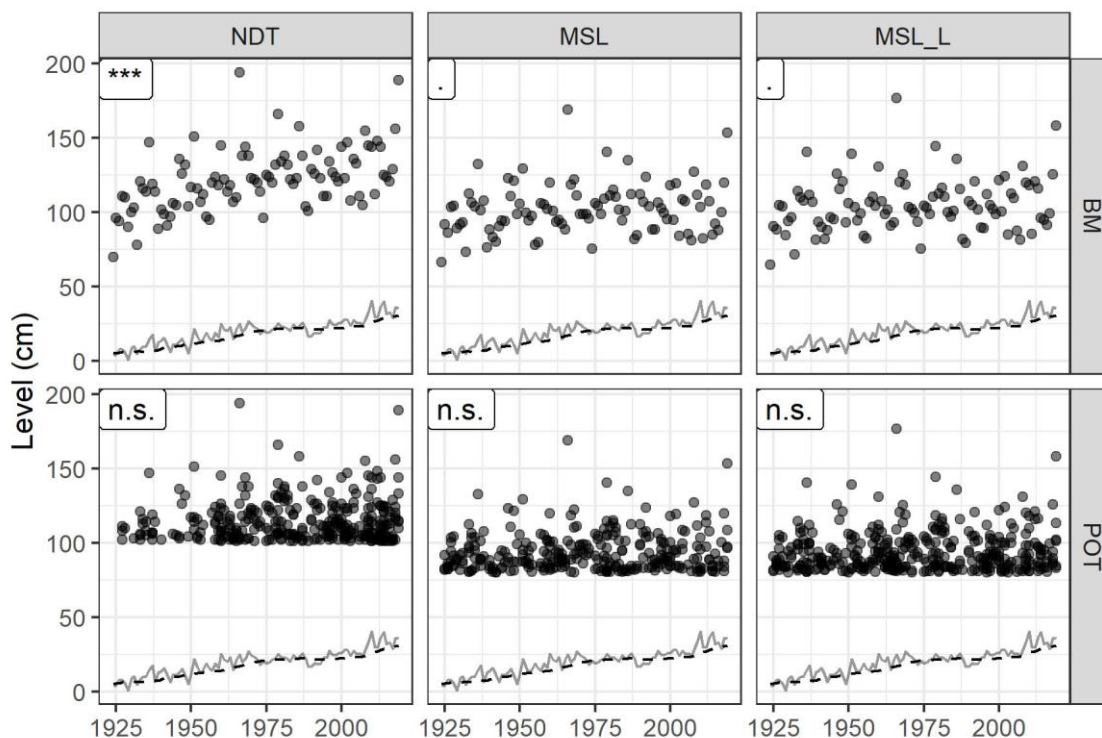 NDT MSL MSL_L
200 *** . .
150
100
50
0
BM
Level (cm)
200 n.s. n.s. n.s.
150
100
50
0
POT
1925 1950 1975 2000 1925 1950 1975 2000 1925 1950 1975 2000